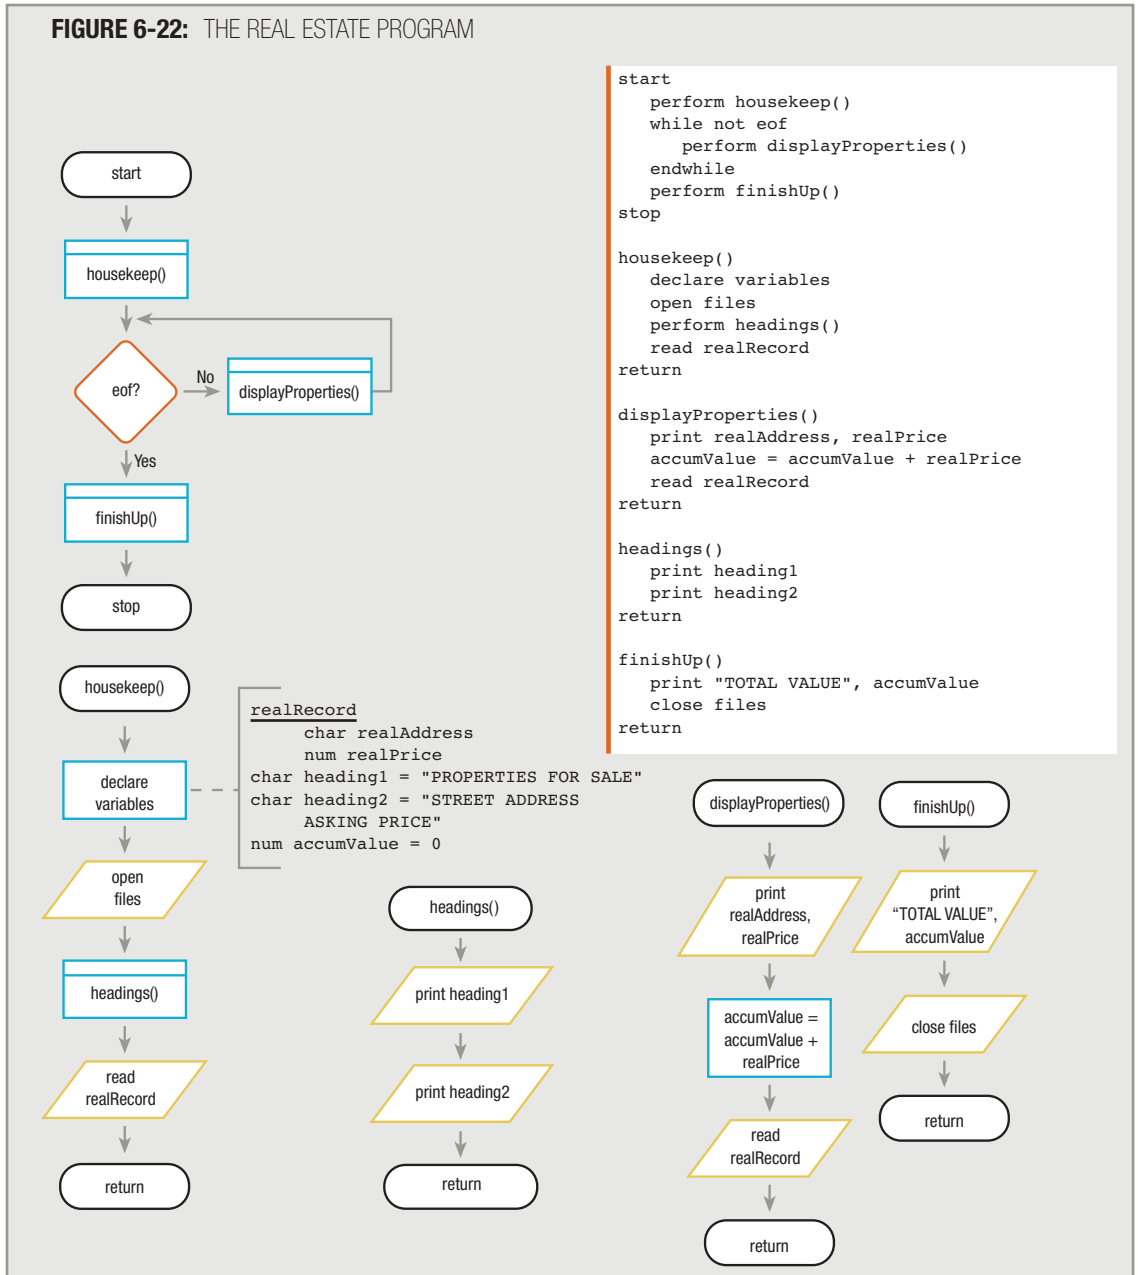 FIGURE 6-22: THE REAL ESTATE PROGRAM
start
housekeep()
eof?
No
displayProperties()
Yes
finishUp()
stop
start
perform housekeep()
while not eof
perform displayProperties()
endwhile
perform finishUp()
stop
housekeep()
declare variables
open files
perform headings()
read realRecord
return
displayProperties()
print realAddress, realPrice
accumValue = accumValue + realPrice
read realRecord
return
headings()
print heading1
print heading2
return
finishUp()
print "TOTAL VALUE", accumValue
close files
return
housekeep()
declare
variables
open
files
headings()
read
realRecord
return
realRecord
char realAddress
num realPrice
char heading1 = "PROPERTIES FOR SALE"
char heading2 = "STREET ADDRESS
ASKING PRICE"
num accumValue = 0
headings()
print heading1
print heading2
return
displayProperties()
print
realAddress,
realPrice
accumValue =
accumValue +
realPrice
read
realRecord
return
finishUp()
print
“TOTAL VALUE”,
accumValue
close files
return